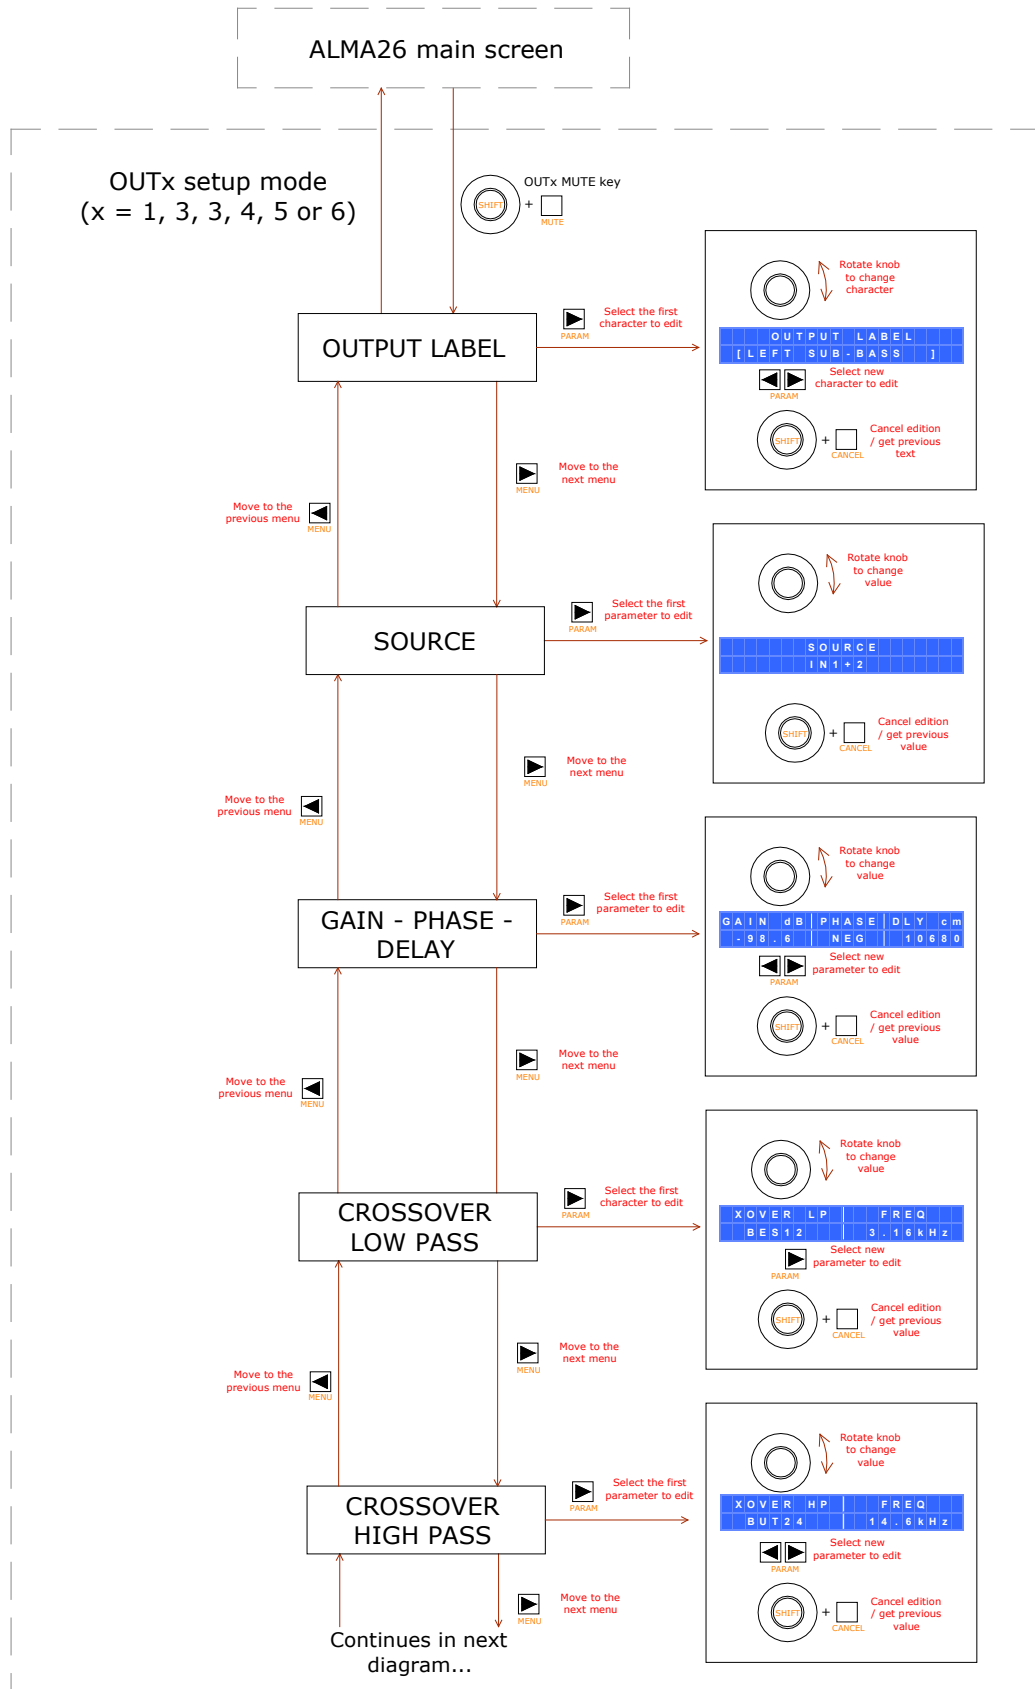 ALMA26 main screen
OUTx setup mode
(x = 1, 3, 3, 4, 5 or 6)
OUTx MUTE key
SHIFT
+
MUTE
OUTPUT LABEL
PARAM
Select the first
character to edit
Rotate knob
to change
character
OUTPUT LABEL
[LEFT SUB-BASS ]
PARAM
Select new
character to edit
SHIFT
+
CANCEL
Cancel edition
/ get previous
text
Move to the
previous menu
MENU
MENU
Move to the
next menu
SOURCE
PARAM
Select the first
parameter to edit
Rotate knob
to change
value
SOURCE
IN1+2
SHIFT
+
CANCEL
Cancel edition
/ get previous
value
Move to the
previous menu
MENU
MENU
Move to the
next menu
GAIN - PHASE -
DELAY
PARAM
Select the first
parameter to edit
Rotate knob
to change
value
GAIN dB|PHASE|DLY cm
-98.6 | NEG | 10680
PARAM
Select new
parameter to edit
SHIFT
+
CANCEL
Cancel edition
/ get previous
value
Move to the
previous menu
MENU
MENU
Move to the
next menu
CROSSOVER
LOW PASS
PARAM
Select the first
character to edit
Rotate knob
to change
value
XOVER LP | FREQ
BES12 | 3.16kHz
PARAM
Select new
parameter to edit
SHIFT
+
CANCEL
Cancel edition
/ get previous
value
Move to the
previous menu
MENU
MENU
Move to the
next menu
CROSSOVER
HIGH PASS
PARAM
Select the first
parameter to edit
Rotate knob
to change
value
XOVER HP | FREQ
BUT24 | 14.6kHz
PARAM
Select new
parameter to edit
SHIFT
+
CANCEL
Cancel edition
/ get previous
value
MENU
Move to the
next menu
Continues in next
diagram...